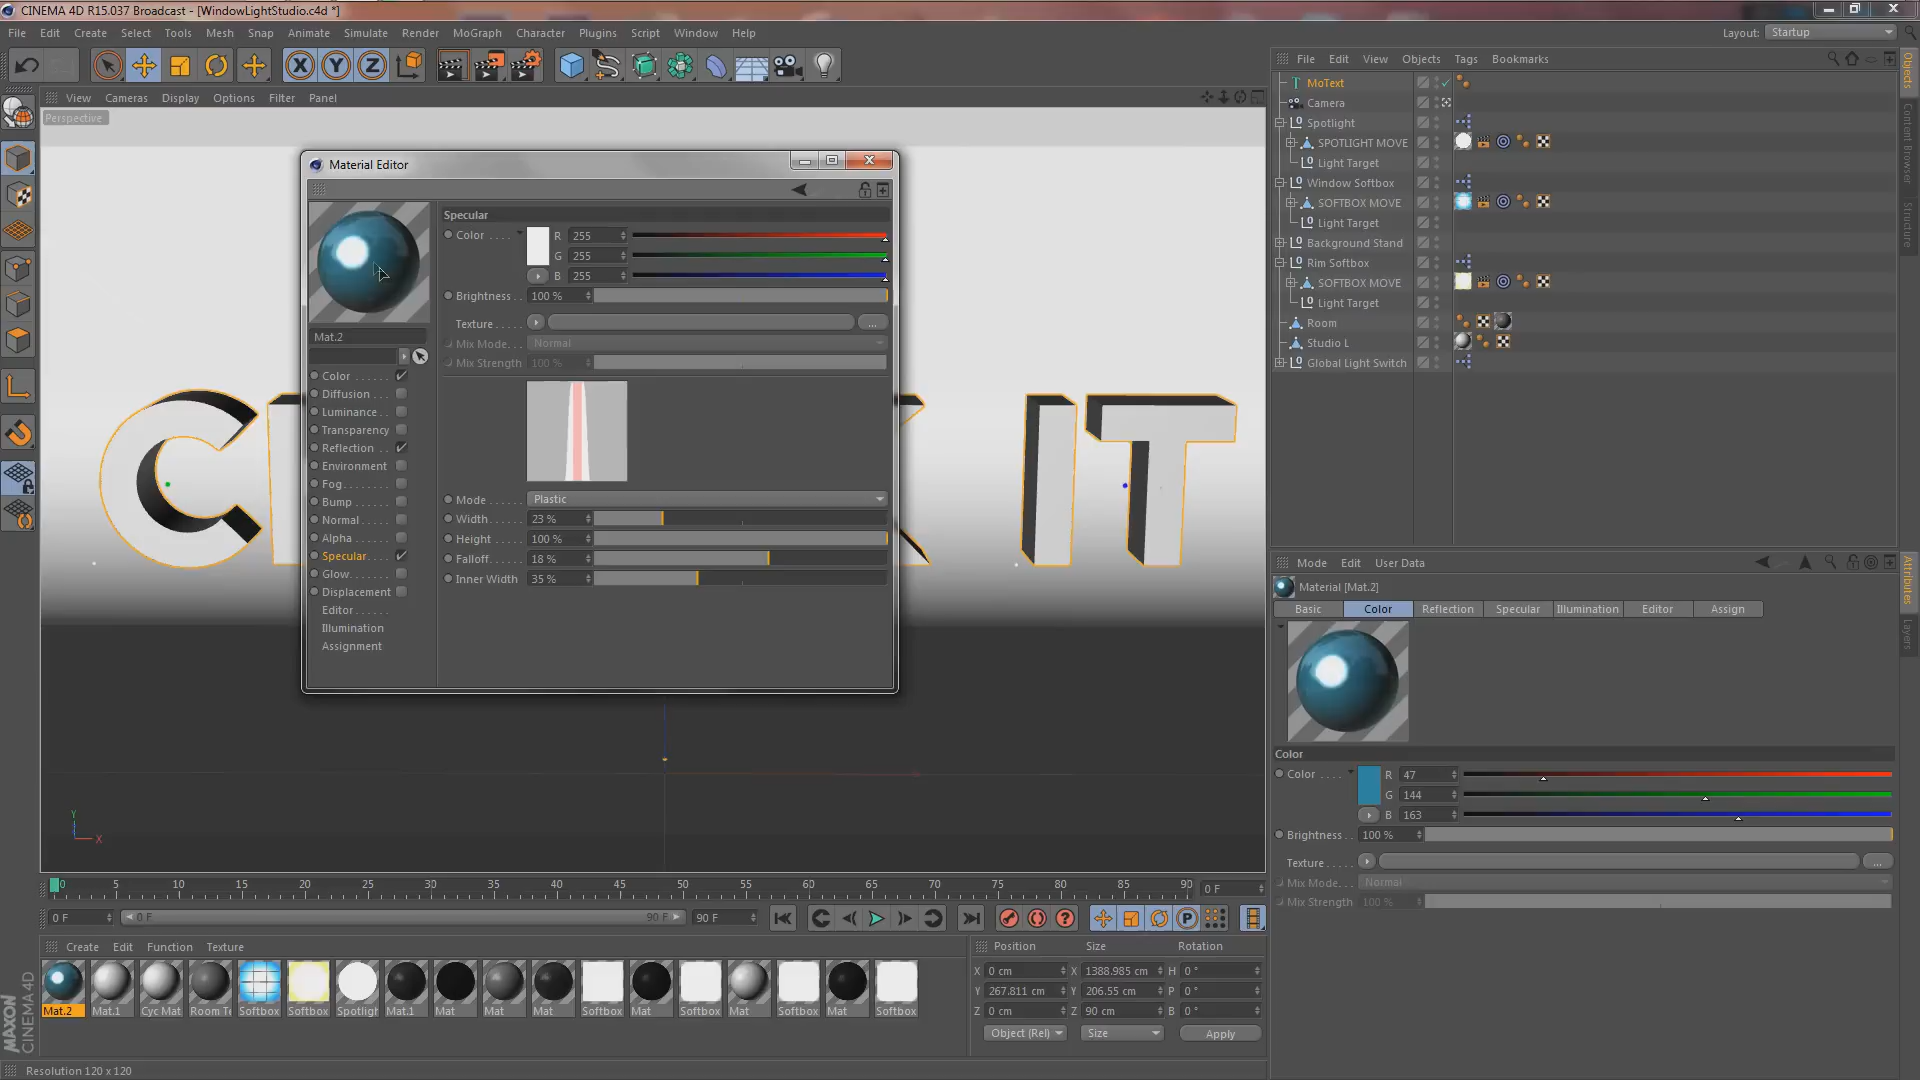 CINEMA 4D R15.037 Broadcast - [WindowLightStudio.c4d *]
File Edit Create Select Tools Mesh Snap Animate Simulate Render MoGraph Character Plugins Script Window Help
Layout: Startup
X Y Z
View Cameras Display Options Filter Panel
Perspective
C
IT
Y
X
Material Editor
Mat.2
Color
Diffusion
Luminance
Transparency
Reflection
Environment
Fog
Bump
Normal
Alpha
Specular
Glow
Displacement
Editor
Illumination
Assignment
Specular
Color R 255
G 255
B 255
Brightness 100 %
Texture ...
Mix Mode. Normal
Mix Strength 100 %
Mode Plastic
Width 23 %
Height 100 %
Falloff 18 %
Inner Width 35 %
File Edit View Objects Tags Bookmarks
MoText
Camera
Spotlight
SPOTLIGHT MOVE
Light Target
Window Softbox
SOFTBOX MOVE
Light Target
Background Stand
Rim Softbox
SOFTBOX MOVE
Light Target
Room
Studio L
Global Light Switch
Objects
Content Browser
Structure
Mode Edit User Data
Material [Mat.2]
Basic Color Reflection Specular Illumination Editor Assign
Color
Color R 47
G 144
B 163
Brightness 100 %
Texture ...
Mix Mode. Normal
Mix Strength 100 %
Attributes
Layers
0 5 10 15 20 25 30 35 40 45 50 55 60 65 70 75 80 85 90 0 F
0 F 0 F 90 F 90 F
Create Edit Function Texture
Mat.2 Mat.1 Cyc Mat Room Te Softbox Softbox Spotligh Mat.1 Mat Mat Mat Softbox Mat Softbox Mat Softbox Mat Softbox
Position Size Rotation
X 0 cm X 1388.985 cm H 0 °
Y 267.811 cm Y 206.55 cm P 0 °
Z 0 cm Z 90 cm B 0 °
Object (Rel) Size Apply
MAXON
CINEMA 4D
Resolution 120 x 120